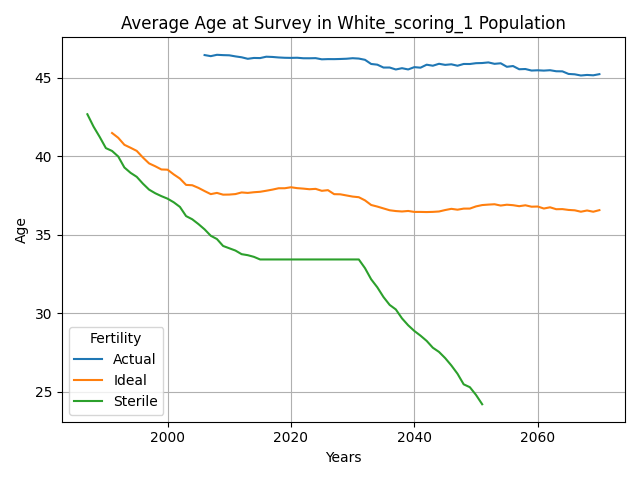 Average Age at Survey in White_scoring_1 Population
Age
45
40
35
30
25
Fertility
Actual
Ideal
Sterile
2000 2020 2040 2060
Years